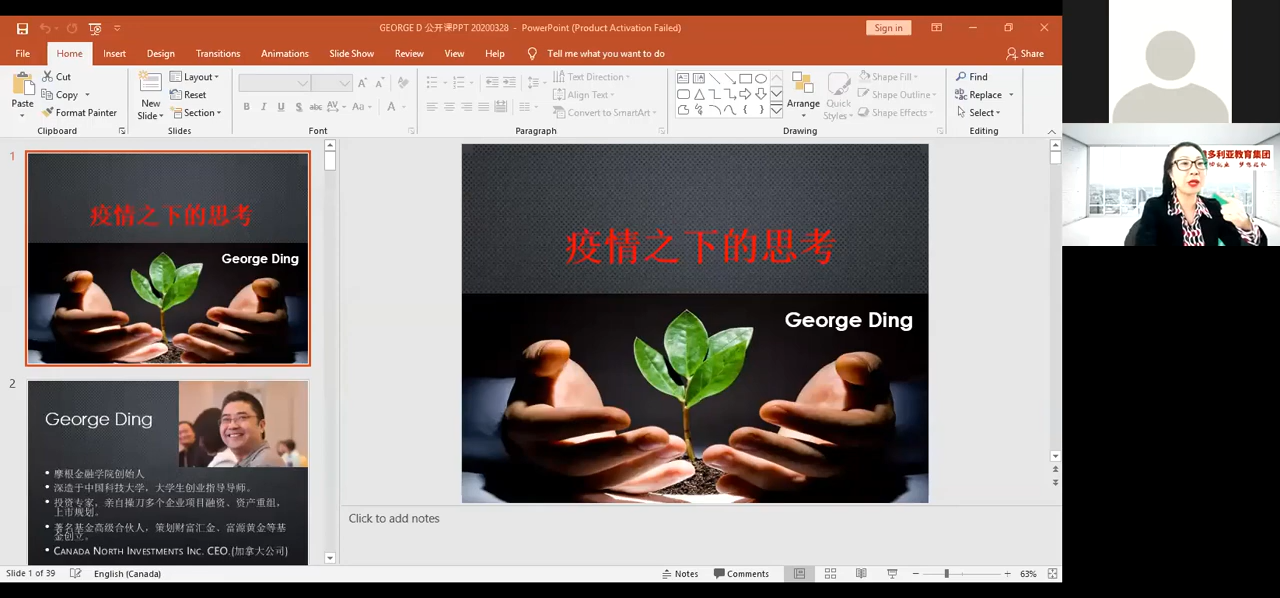 GEORGE D 公开课PPT 20200328 - PowerPoint (Product Activation Failed)
Sign in
File Home Insert Design Transitions Animations Slide Show Review View Help Tell me what you want to do
Share
Paste
Cut
Copy
Format Painter
Clipboard
New Slide
Layout
Reset
Section
Slides
B I U S abc AV Aa A
Font
Text Direction
Align Text
Convert to SmartArt
Paragraph
Arrange
Quick Styles
Shape Fill
Shape Outline
Shape Effects
Drawing
Find
Replace
Select
Editing
1
疫情之下的思考
George Ding
2
George Ding
• 摩根金融学院创始人
• 深造于中国科技大学，大学生创业指导导师。
• 投资专家，亲自操刀多个企业项目融资、资产重组，
上市规划。
• 著名基金高级合伙人，策划财富汇金、富源黄金等基
金创立。
• CANADA NORTH INVESTMENTS INC. CEO.(加拿大公司)
疫情之下的思考
George Ding
多利亚教育集团
Click to add notes
Slide 1 of 39 English (Canada) Notes Comments 63%